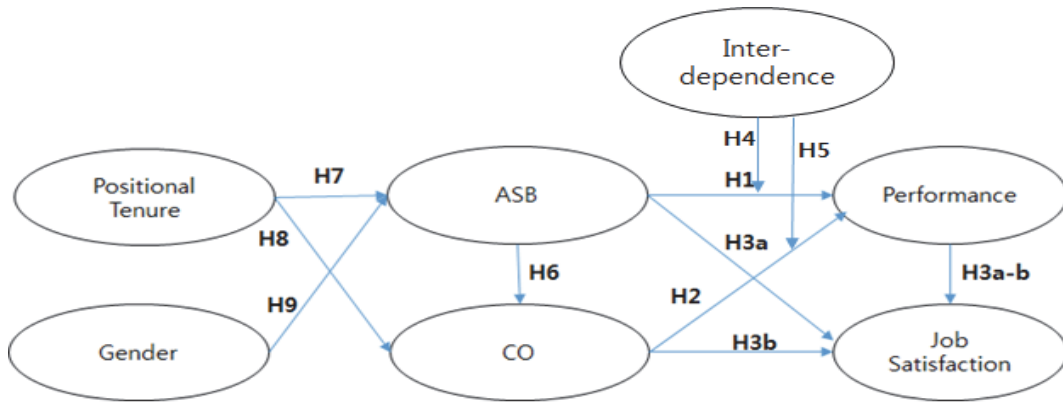 Inter-
dependence
H4
H5
Positional
Tenure
H7
ASB
H1
Performance
H8
H3a
H6
H3a-b
H9
H2
Gender
CO
H3b
Job
Satisfaction